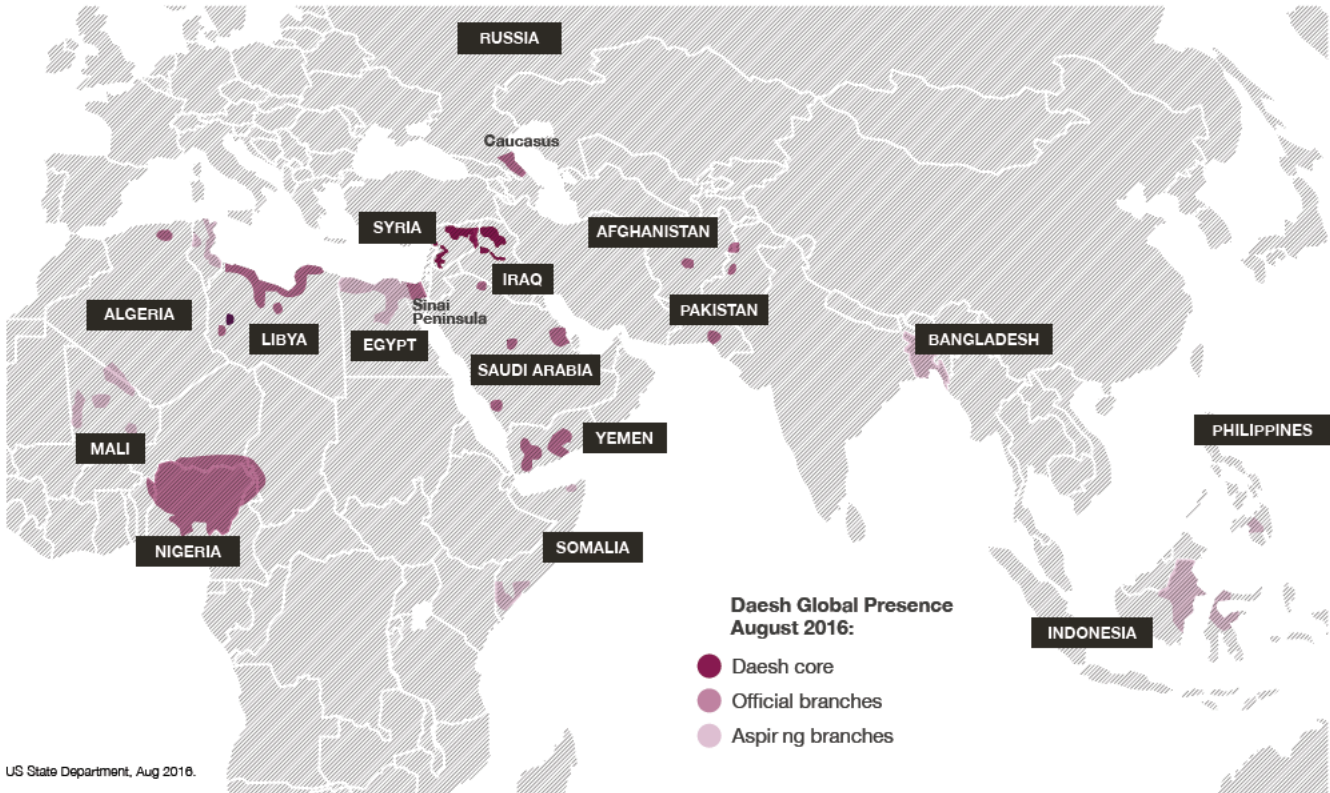 RUSSIA
Caucasus
SYRIA
AFGHANISTAN
IRAQ
Sinai
Peninsula
ALGERIA
PAKISTAN
LIBYA
EGYPT
BANGLADESH
SAUDI ARABIA
PHILIPPINES
YEMEN
MALI
NIGERIA
SOMALIA
Daesh Global Presence
August 2016:
INDONESIA
Daesh core
Official branches
Aspir ng branches
US State Department, Aug 2016.